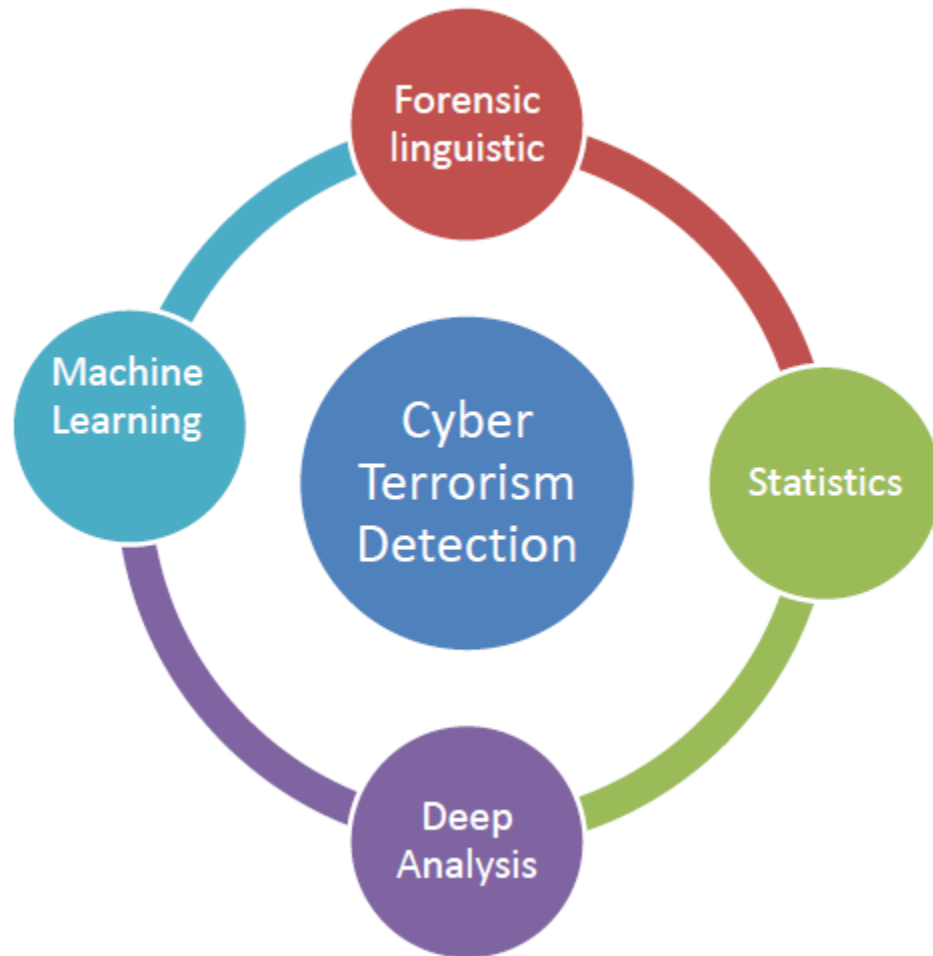 Forensic
linguistic
Machine
Learning
Cyber
Terrorism
Detection
Statistics
Deep
Analysis